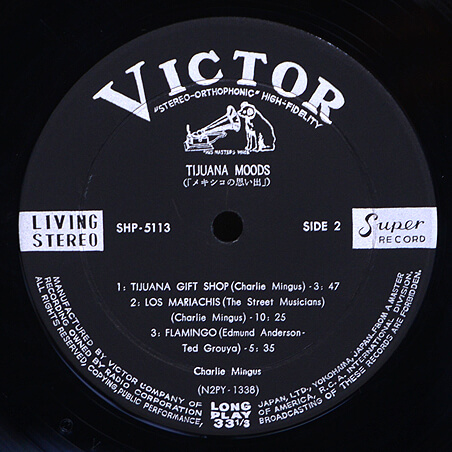 VICTOR
"STEREO-ORTHOPHONIC" HIGH-FIDELITY
"HIS MASTER'S VOICE"
TIJUANA MOODS
(「メキシコの思い出」)
LIVING
STEREO
SHP-5113
SIDE 2
Super
RECORD
1: TIJUANA GIFT SHOP (Charlie Mingus) - 3: 47
2: LOS MARIACHIS (The Street Musicians)
(Charlie Mingus) - 10: 25
3: FLAMINGO (Edmund Anderson-
Ted Grouya) - 5: 35
Charlie Mingus
(N2PY-1338)
LONG
PLAY
33 1/3
MANUFACTURED BY VICTOR COMPANY OF JAPAN, LTD., YOKOHAMA, JAPAN, FROM A MASTER
RECORDING OWNED BY RADIO CORPORATION OF AMERICA, R.C.A. INTERNATIONAL DIVISION.
ALL RIGHTS RESERVED, COPYING, PUBLIC PERFORMANCE, BROADCASTING OF THESE RECORDS ARE FORBIDDEN.